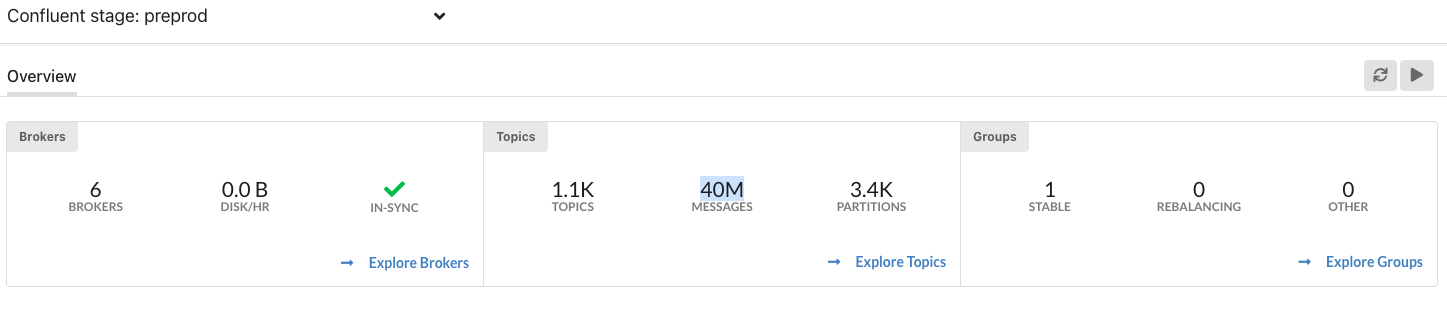 Confluent stage: preprod
Overview
Brokers
6
BROKERS
0.0 B
DISK/HR
IN-SYNC
Explore Brokers
Topics
1.1K
TOPICS
40M
MESSAGES
3.4K
PARTITIONS
Explore Topics
Groups
1
STABLE
0
REBALANCING
0
OTHER
Explore Groups